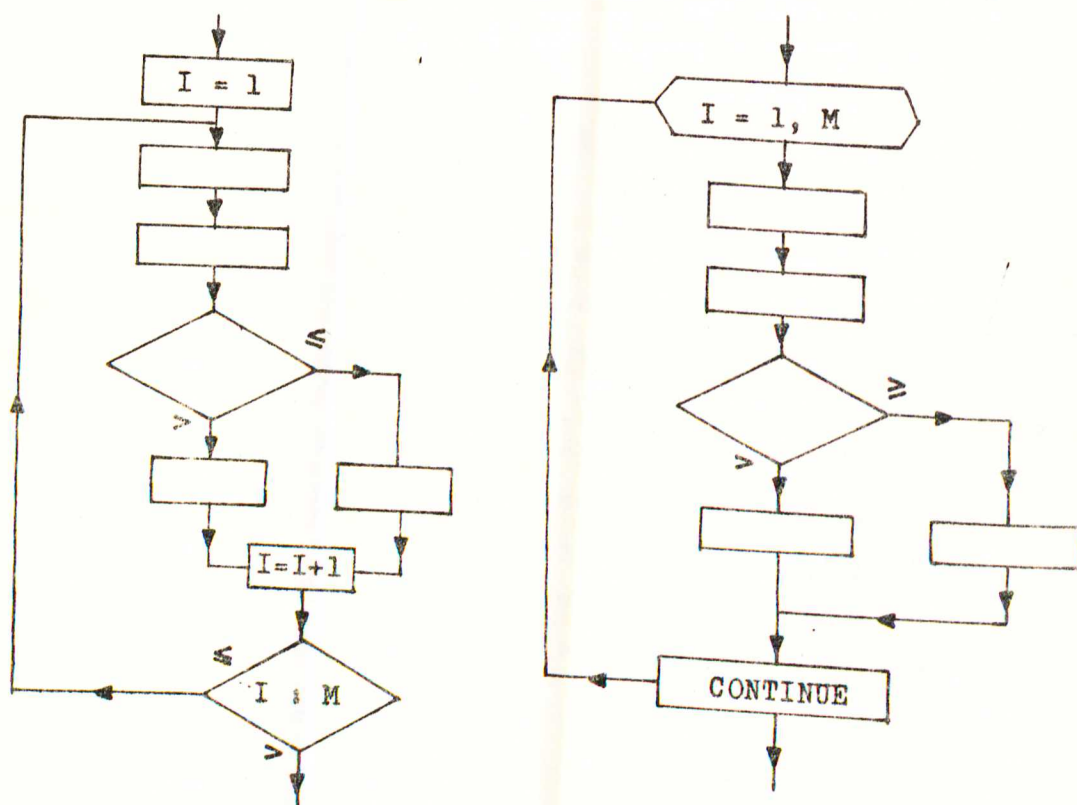 I = 1
≤
>
I=I+1
≤
I : M
>
I = 1, M
≥
>
CONTINUE